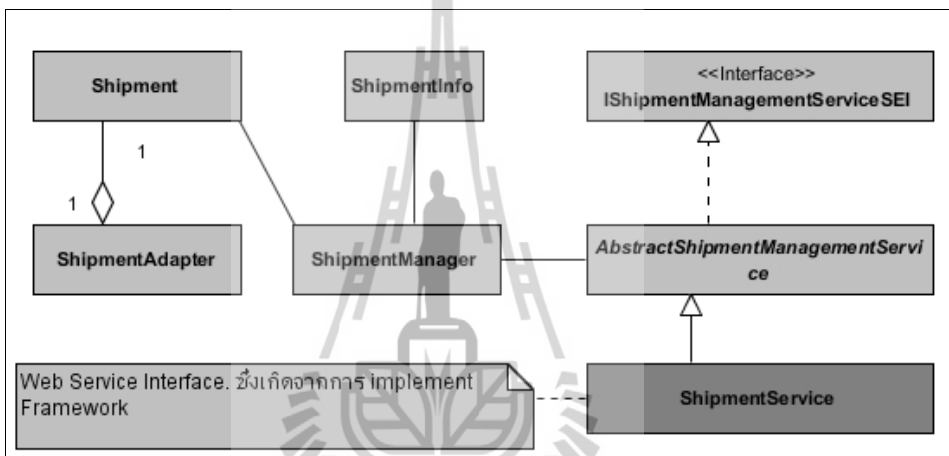 Shipment
ShipmentInfo
<<Interface>>
IShipmentManagementServiceSEI
1
1
ShipmentAdapter
ShipmentManager
AbstractShipmentManagementServi
ce
Web Service Interface. ซึ่งเกิดจากการ implement
Framework
ShipmentService